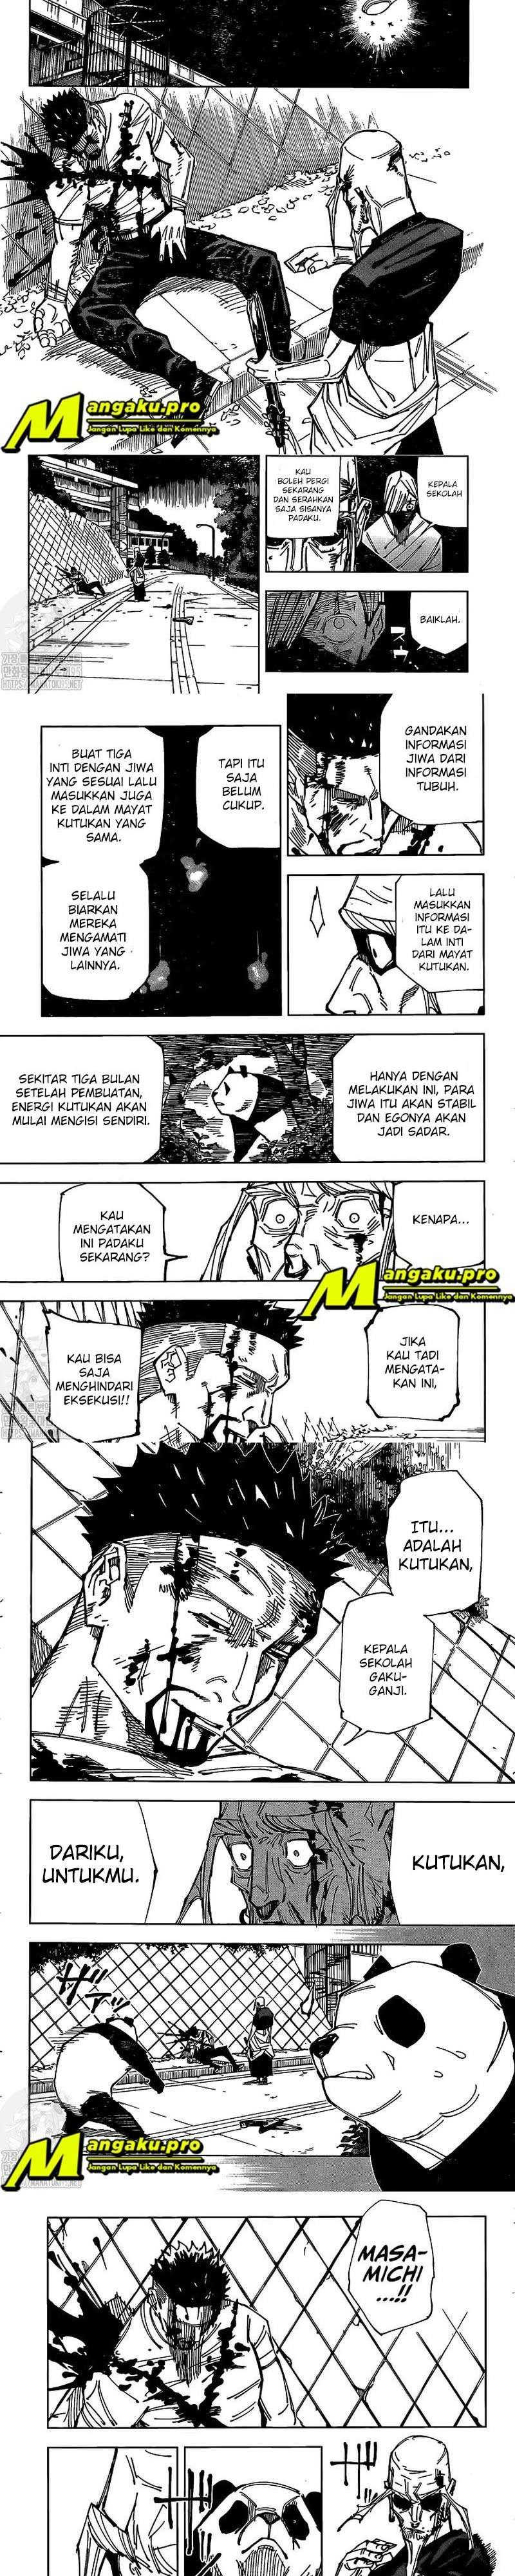 Mangaku.pro
Jangan Lupa Like dan Komennya
KEPALA
SEKOLAH
KAU
BOLEH PERGI
SEKARANG
DAN SERAHKAN
SAJA SISANYA
PADAKU.
BAIKLAH.
GANDAKAN
INFORMASI
JIWA DARI
INFORMASI
TUBUH.
LALU
MASUKKAN
INFORMASI
ITU KE DA-
LAM INTI
DARI MAYAT
KUTUKAN.
TAPI ITU
SAJA
BELUM
CUKUP.
BUAT TIGA
INTI DENGAN JIWA
YANG SESUAI LALU
MASUKKAN JUGA
KE DALAM MAYAT
KUTUKAN YANG
SAMA.
SELALU
BIARKAN
MEREKA
MENGAMATI
JIWA YANG
LAINNYA.
HANYA DENGAN
MELAKUKAN INI, PARA
JIWA ITU AKAN STABIL
DAN EGONYA AKAN
JADI SADAR.
SEKITAR TIGA BULAN
SETELAH PEMBUATAN,
ENERGI KUTUKAN AKAN
MULAI MENGISI SENDIRI.
KENAPA...
KAU
MENGATAKAN
INI PADAKU
SEKARANG?
Mangaku.pro
Jangan Lupa Like dan Komennya
JIKA
KAU TADI
MENGATA-
KAN INI,
KAU BISA
SAJA
MENGHINDARI
EKSEKUSI!!
ITU...
ADALAH
KUTUKAN,
KEPALA
SEKOLAH
GAKU-
GANJI.
KUTUKAN,
DARIKU,
UNTUKMU.
Mangaku.pro
Jangan Lupa Like dan Komennya
MASA-
MICHI
...!!